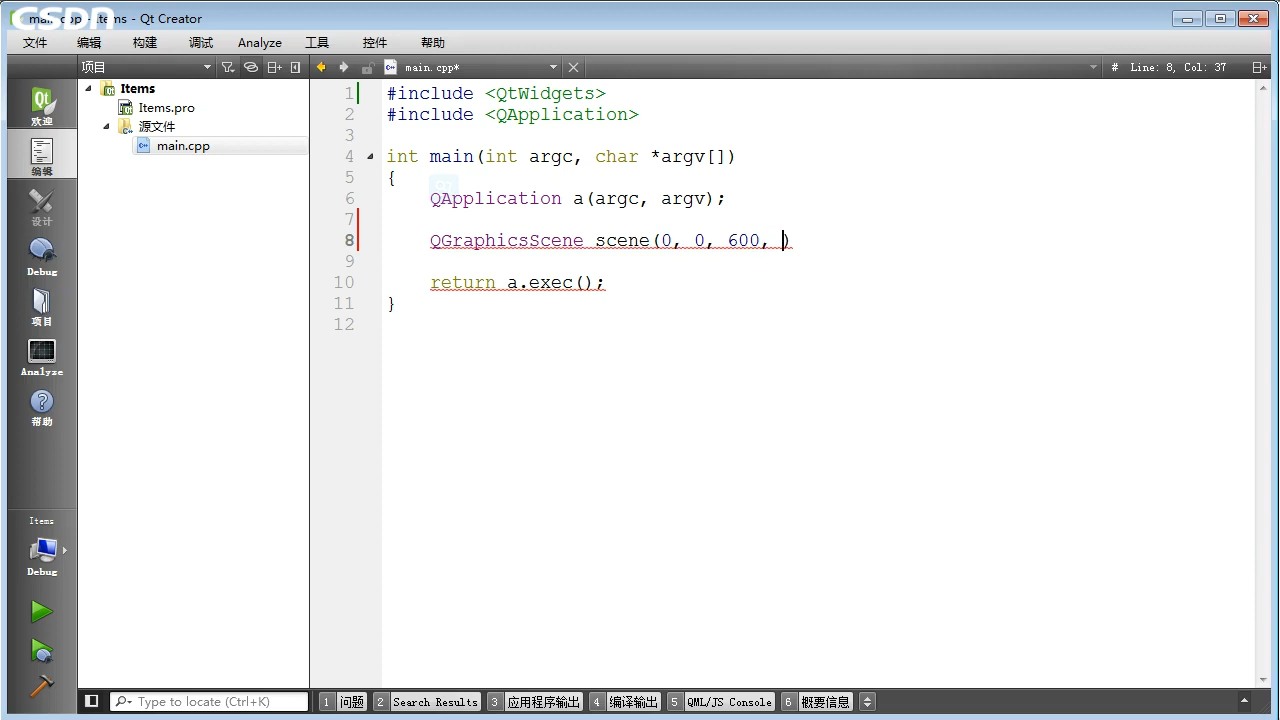 main.cpp - Items - Qt Creator
CSDN
文件 编辑 构建 调试 Analyze 工具 控件 帮助
项目
main.cpp*
# Line: 8, Col: 37
欢迎
编辑
设计
Debug
项目
Analyze
帮助
Items
Debug
Items
Items.pro
源文件
main.cpp
1 #include <QtWidgets>
2 #include <QApplication>
3
4 int main(int argc, char *argv[])
5 {
6 QApplication a(argc, argv);
7
8 QGraphicsScene scene(0, 0, 600, )
9
10 return a.exec();
11 }
12
Type to locate (Ctrl+K)
1 问题 2 Search Results 3 应用程序输出 4 编译输出 5 QML/JS Console 6 概要信息